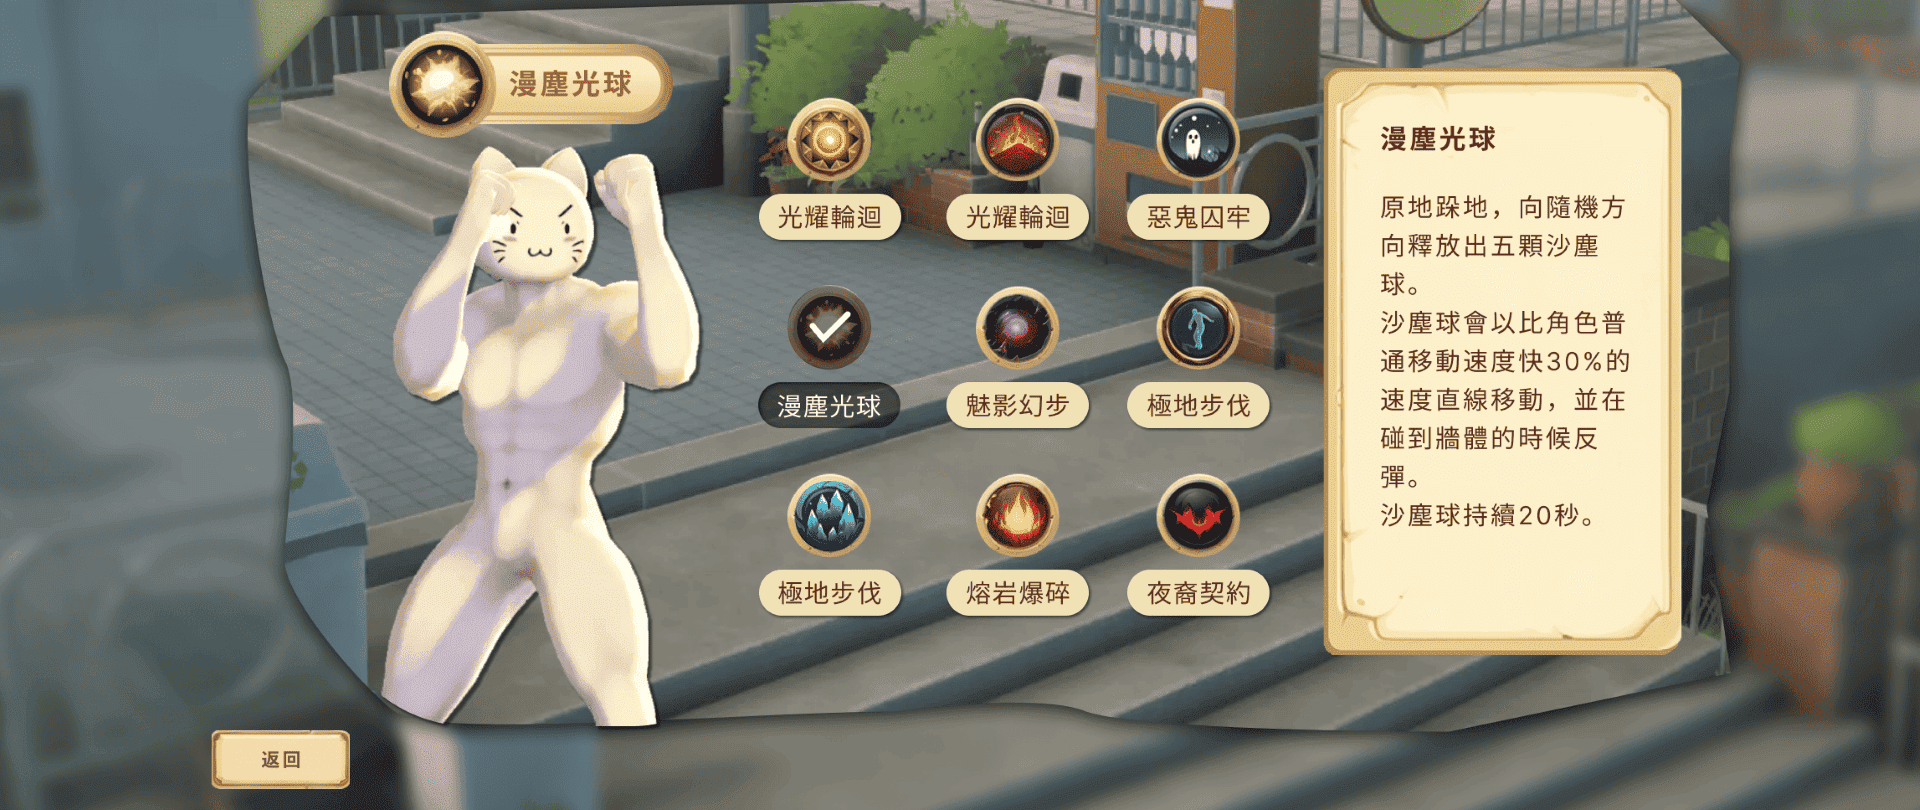 漫塵光球
光耀輪迴
光耀輪迴
惡鬼囚牢
漫塵光球
魅影幻步
極地步伐
極地步伐
熔岩爆碎
夜裔契約
漫塵光球
原地跺地，向隨機方
向釋放出五顆沙塵
球。
沙塵球會以比角色普
通移動速度快30%的
速度直線移動，並在
碰到牆體的時候反
彈。
沙塵球持續20秒。
返回